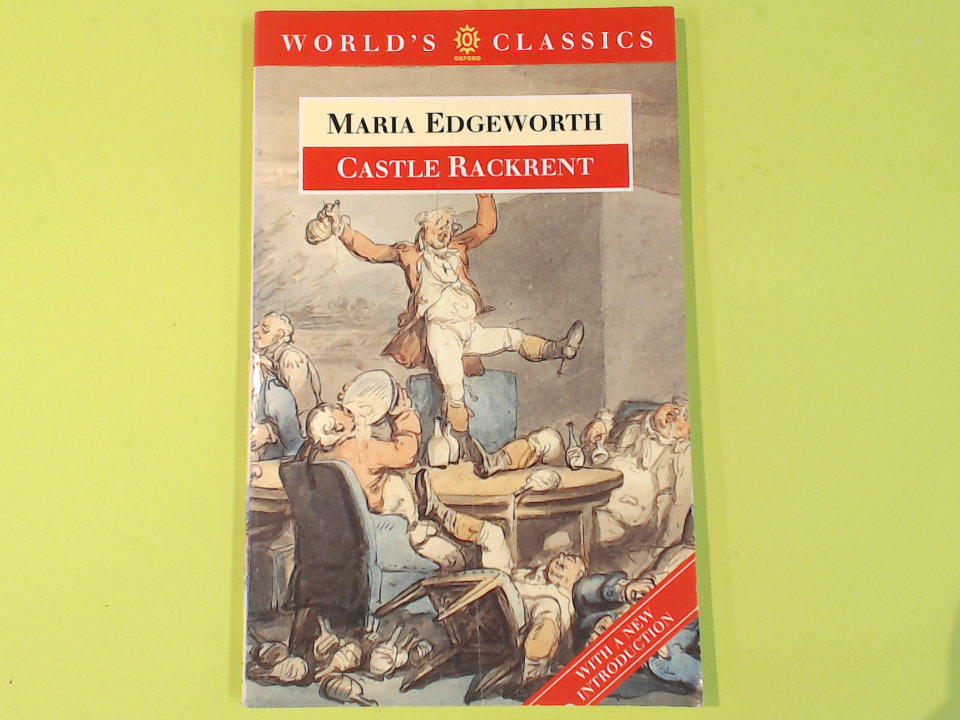 WORLD'S CLASSICS
OXFORD
MARIA EDGEWORTH
CASTLE RACKRENT
WITH A NEW
INTRODUCTION